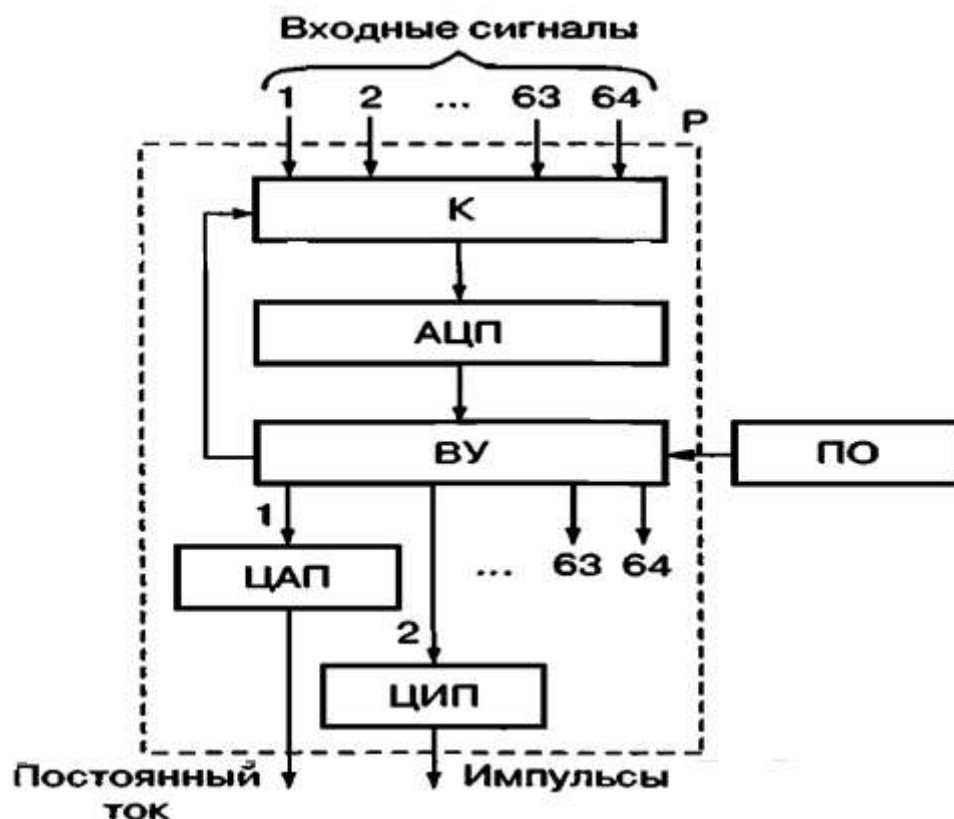 Входные сигналы
1 2 ... 63 64
Р
К
АЦП
ВУ
ПО
1
ЦАП
... 63 64
2
ЦИП
Постоянный
ток
Импульсы